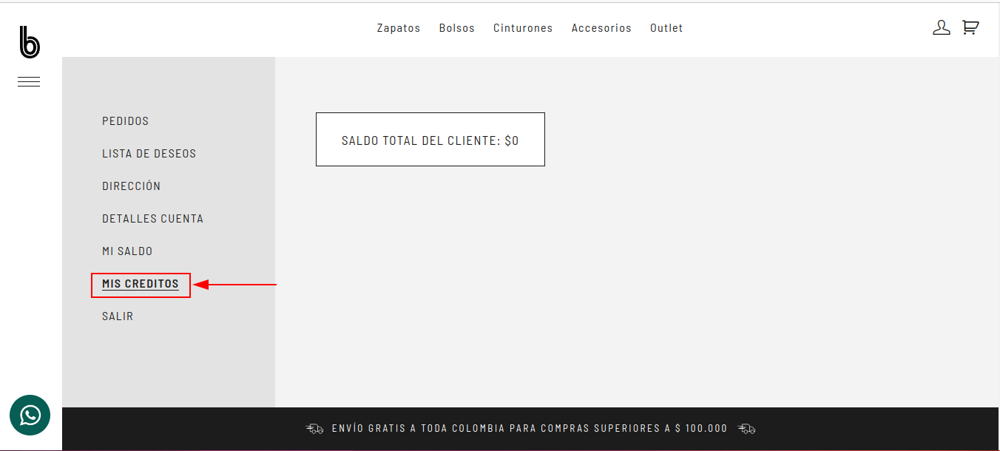 b
Zapatos Bolsos Cinturones Accesorios Outlet
PEDIDOS
LISTA DE DESEOS
DIRECCIÓN
DETALLES CUENTA
MI SALDO
MIS CREDITOS
SALIR
SALDO TOTAL DEL CLIENTE: $0
ENVÍO GRATIS A TODA COLOMBIA PARA COMPRAS SUPERIORES A $ 100.000